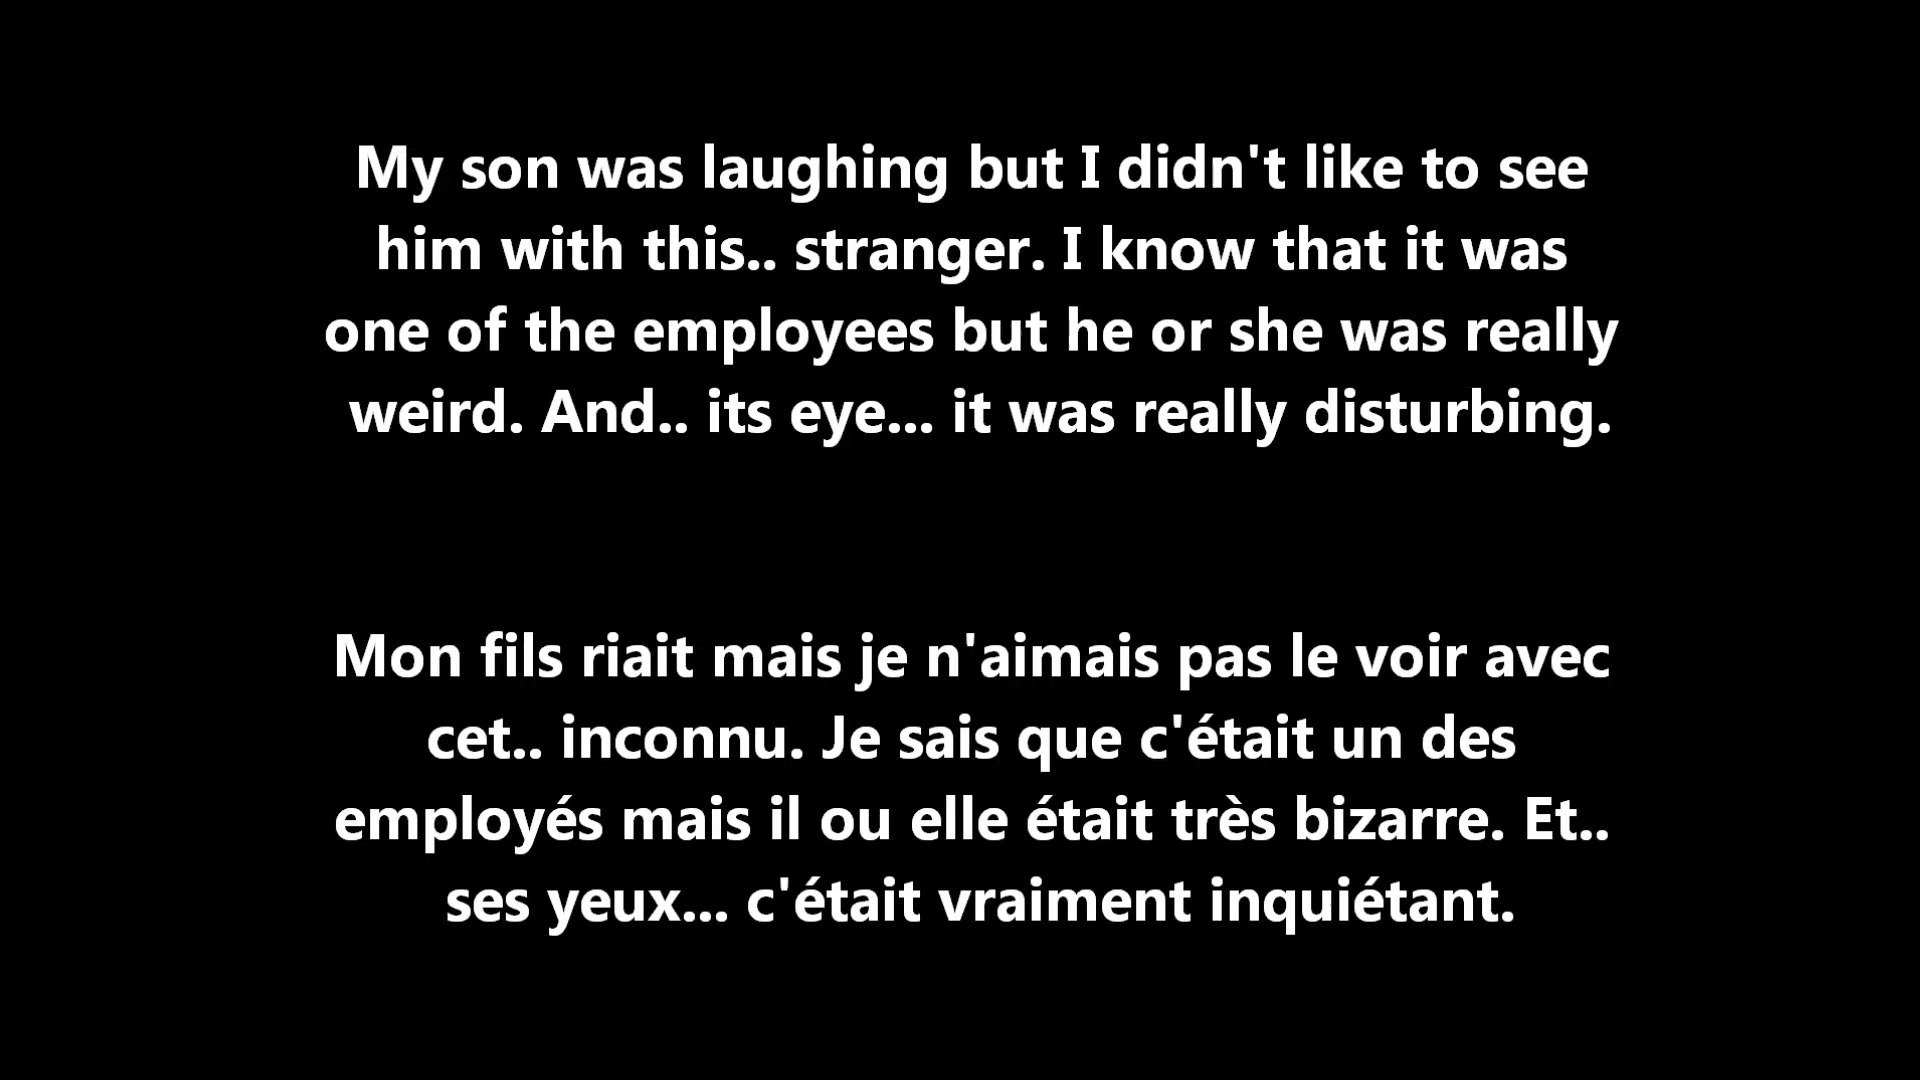 My son was laughing but I didn't like to see
him with this.. stranger. I know that it was
one of the employees but he or she was really
weird. And.. its eye... it was really disturbing.
Mon fils riait mais je n'aimais pas le voir avec
cet.. inconnu. Je sais que c'était un des
employés mais il ou elle était très bizarre. Et..
ses yeux... c'était vraiment inquiétant.